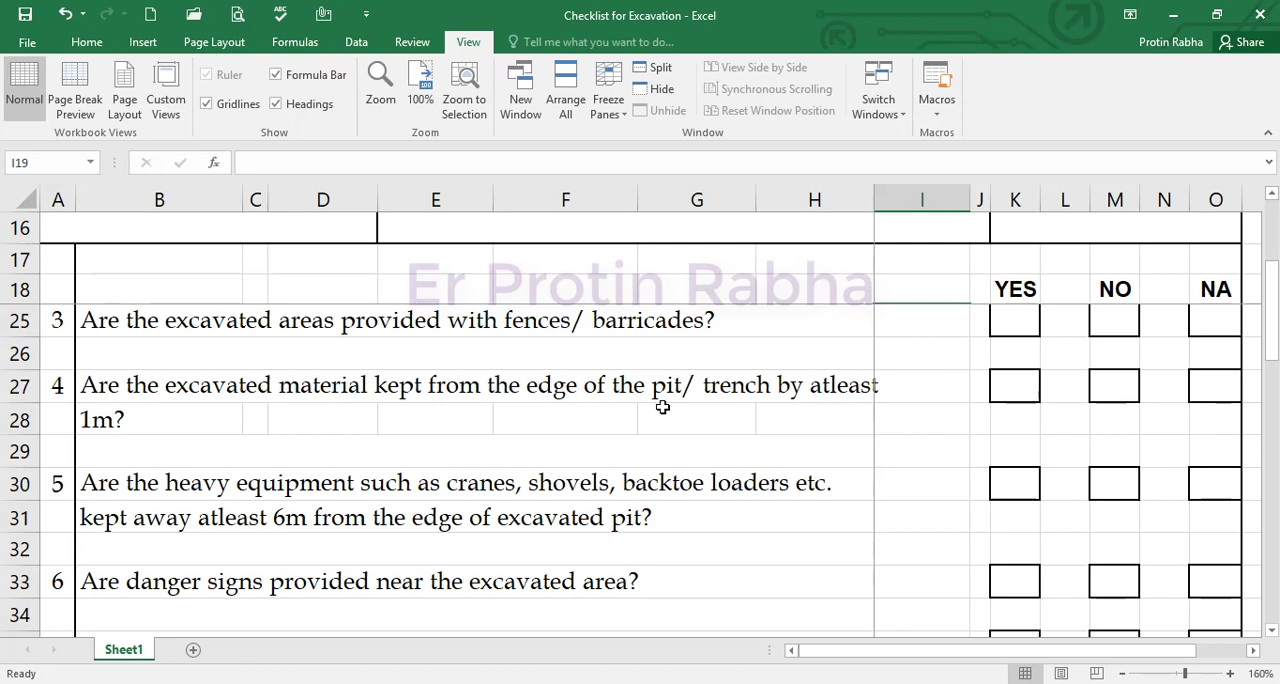 Checklist for Excavation - Excel
File Home Insert Page Layout Formulas Data Review View Tell me what you want to do... Protin Rabha Share
Normal
Page Break Preview
Page Layout
Custom Views
Workbook Views
Ruler
Formula Bar
Gridlines
Headings
Show
Zoom
100%
Zoom to Selection
Zoom
New Window
Arrange All
Freeze Panes
Split
Hide
Unhide
View Side by Side
Synchronous Scrolling
Reset Window Position
Window
Switch Windows
Macros
Macros
I19
fx
A B C D E F G H I J K L M N O
16
17
Er Protin Rabha
18 YES NO NA
25 3 Are the excavated areas provided with fences/ barricades?
26
27 4 Are the excavated material kept from the edge of the pit/ trench by atleast
28 1m?
29
30 5 Are the heavy equipment such as cranes, shovels, backtoe loaders etc.
31 kept away atleast 6m from the edge of excavated pit?
32
33 6 Are danger signs provided near the excavated area?
34
Sheet1
Ready
160%